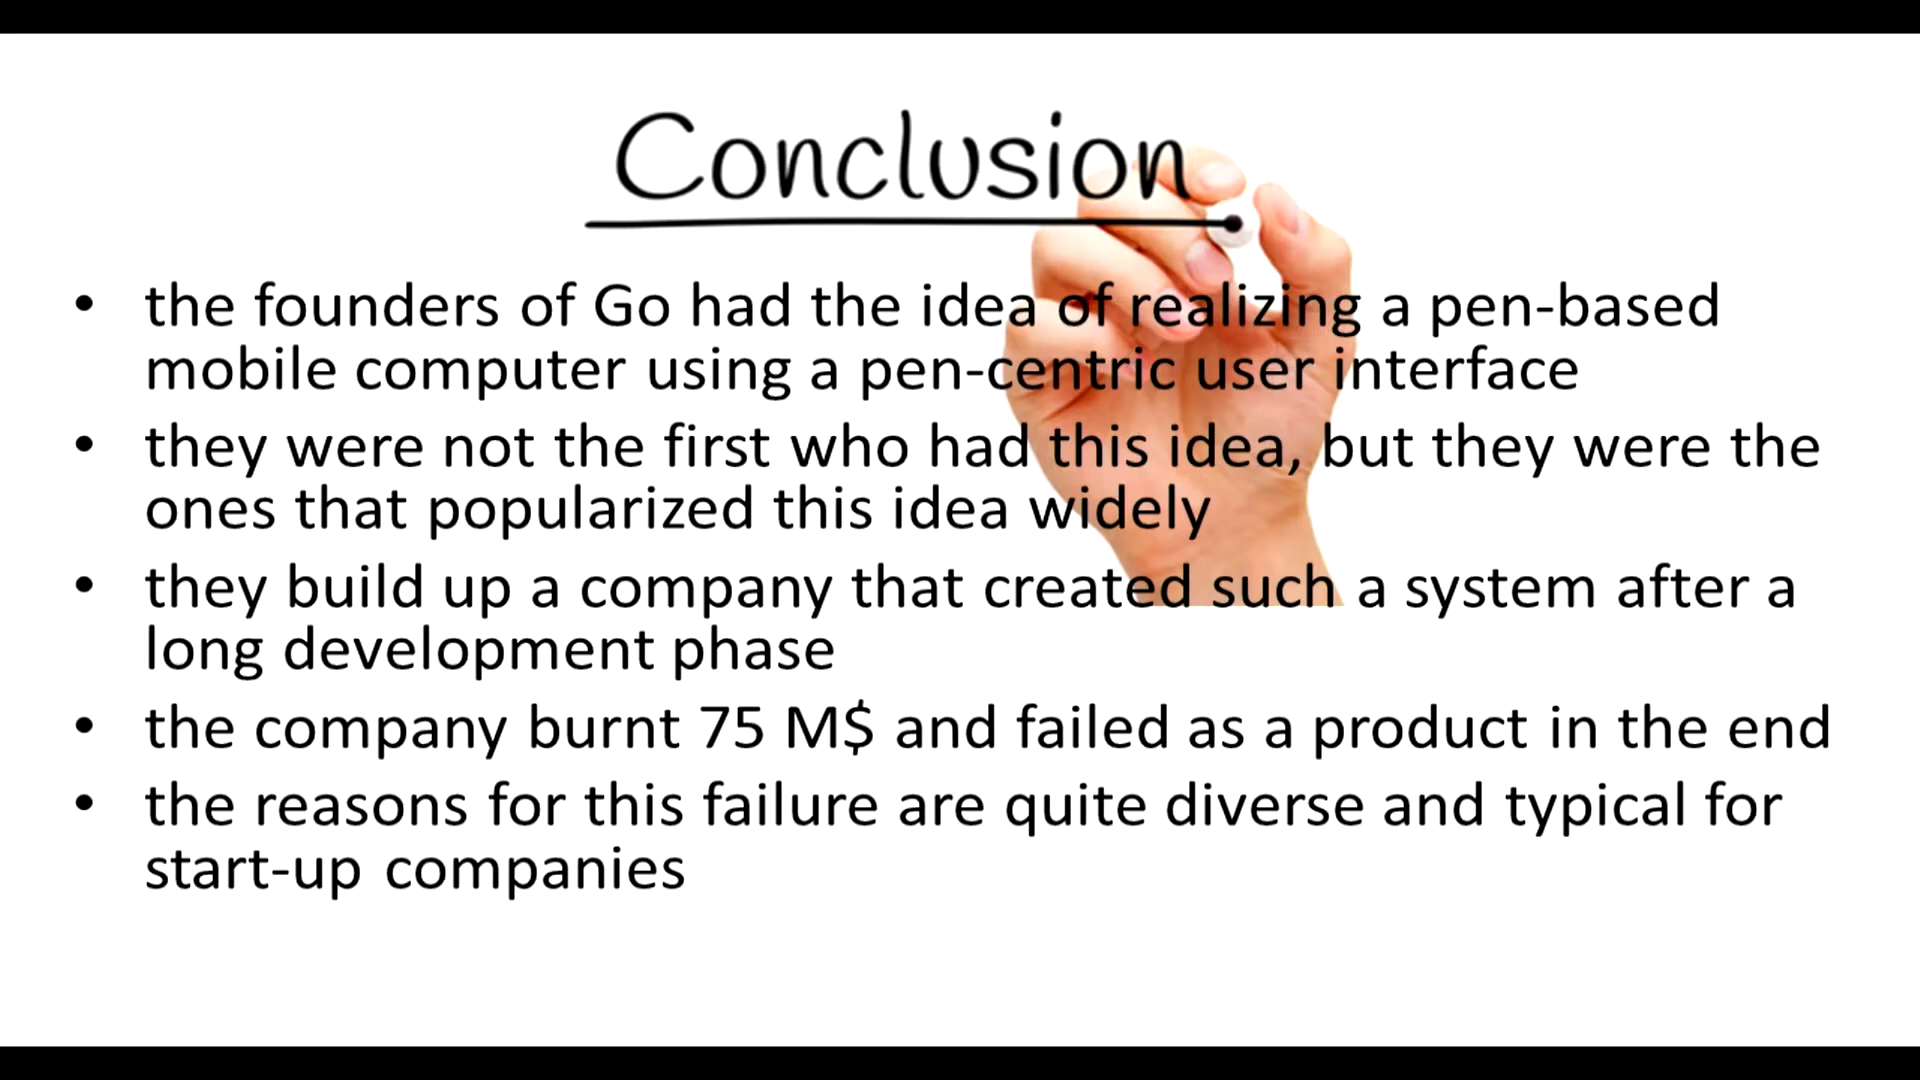 Conclusion
• the founders of Go had the idea of realizing a pen-based
mobile computer using a pen-centric user interface
• they were not the first who had this idea, but they were the
ones that popularized this idea widely
• they build up a company that created such a system after a
long development phase
• the company burnt 75 M$ and failed as a product in the end
• the reasons for this failure are quite diverse and typical for
start-up companies